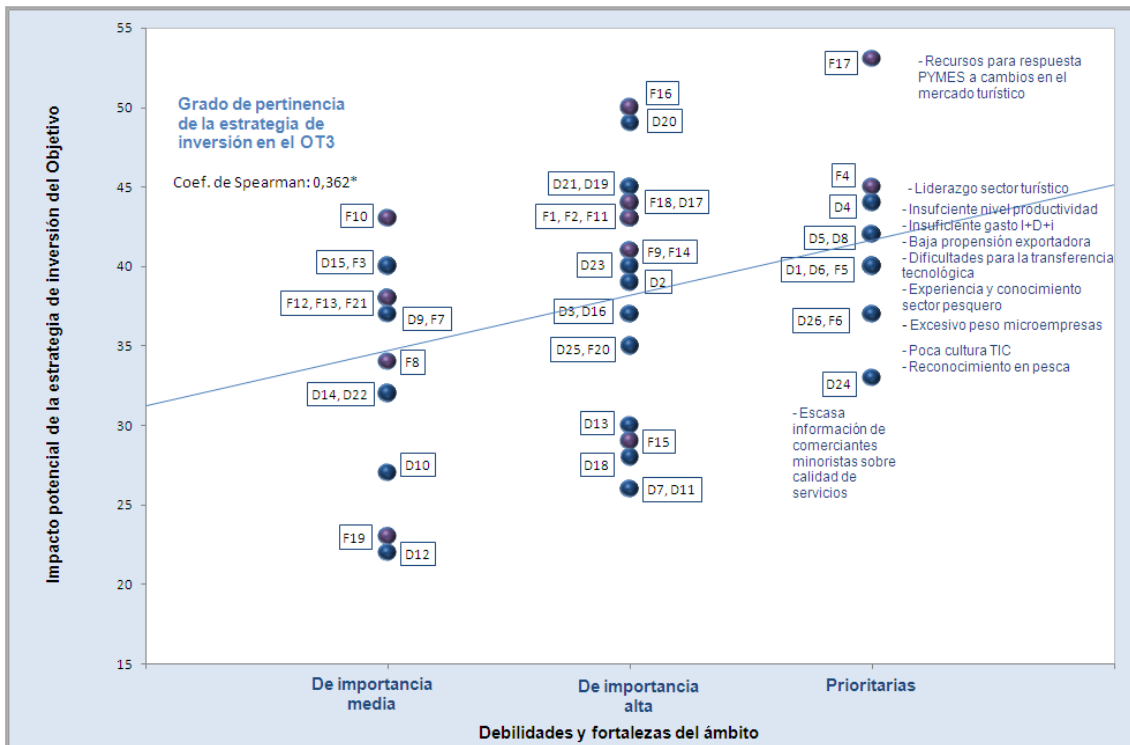 55
50
45
40
35
30
25
20
15
Impacto potencial de la estrategia de inversión del Objetivo
Grado de pertinencia
de la estrategia de
inversión en el OT3
Coef. de Spearman: 0,362*
F10
D15, F3
F12, F13, F21
D9, F7
F8
D14, D22
D10
F19
D12
F16
D20
D21, D19
F18, D17
F1, F2, F11
F9, F14
D23
D2
D3, D16
D25, F20
D13
F15
D18
D7, D11
F17
F4
D4
D5, D8
D1, D6, F5
D26, F6
D24
- Recursos para respuesta
PYMES a cambios en el
mercado turístico
- Liderazgo sector turístico
- Insufciente nivel productividad
- Insuficiente gasto I+D+i
- Baja propensión exportadora
- Dificultades para la transferencia
tecnológica
- Experiencia y conocimiento
sector pesquero
- Excesivo peso microempresas
- Poca cultura TIC
- Reconocimiento en pesca
- Escasa
información de
comerciantes
minoristas sobre
calidad de
servicios
De importancia
media
De importancia
alta
Prioritarias
Debilidades y fortalezas del ámbito